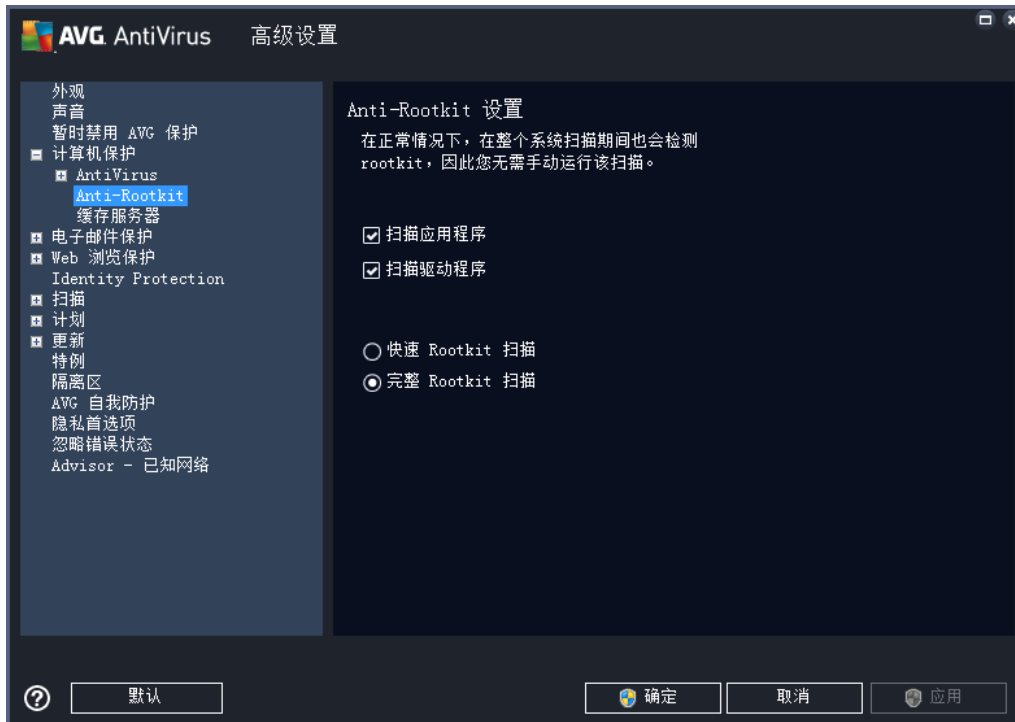 AVG AntiVirus 高级设置
外观
声音
暂时禁用 AVG 保护
计算机保护
AntiVirus
Anti-Rootkit
缓存服务器
电子邮件保护
Web 浏览保护
Identity Protection
扫描
计划
更新
特例
隔离区
AVG 自我防护
隐私首选项
忽略错误状态
Advisor - 已知网络
Anti-Rootkit 设置
在正常情况下，在整个系统扫描期间也会检测
rootkit，因此您无需手动运行该扫描。
扫描应用程序
扫描驱动程序
快速 Rootkit 扫描
完整 Rootkit 扫描
默认
确定
取消
应用